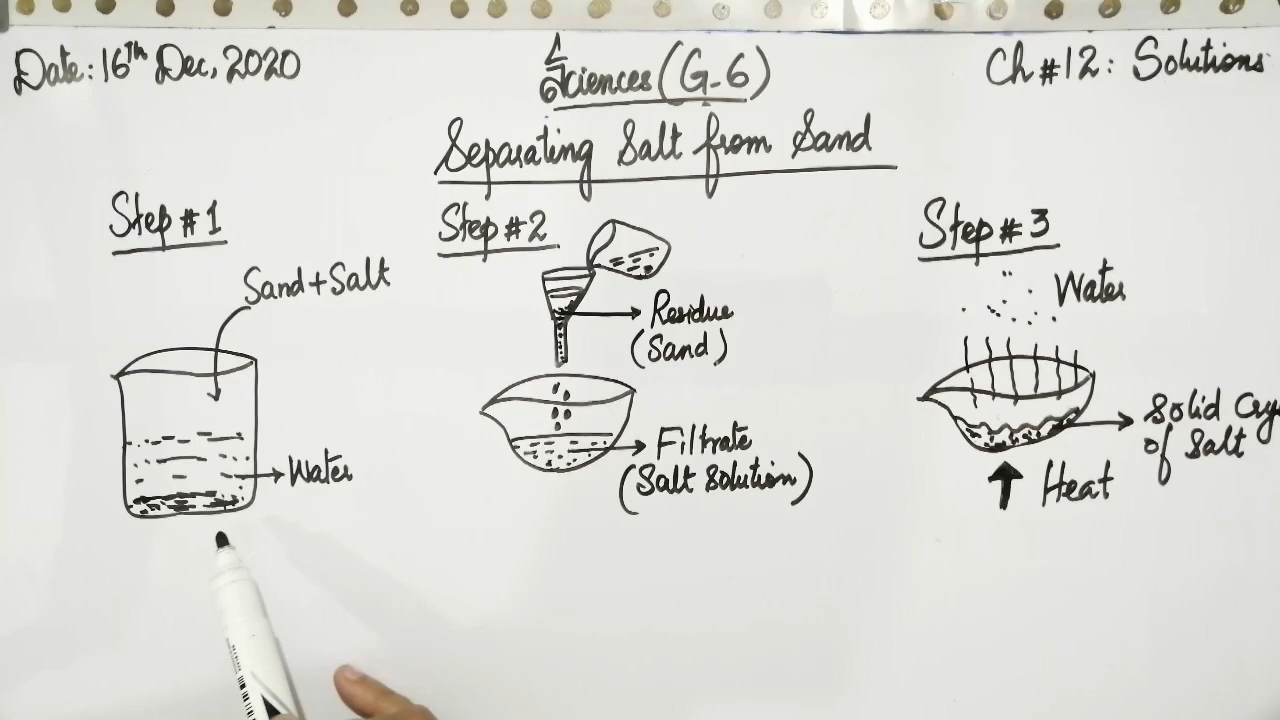 Date: 16th Dec, 2020
Sciences (G-6)
Ch # 12: Solutions
Separating Salt from Sand
Step # 1
Sand + Salt
Water
Step # 2
Residue
(Sand)
Filtrate
(Salt Solution)
Step # 3
Water
Solid Crys
of Salt
Heat